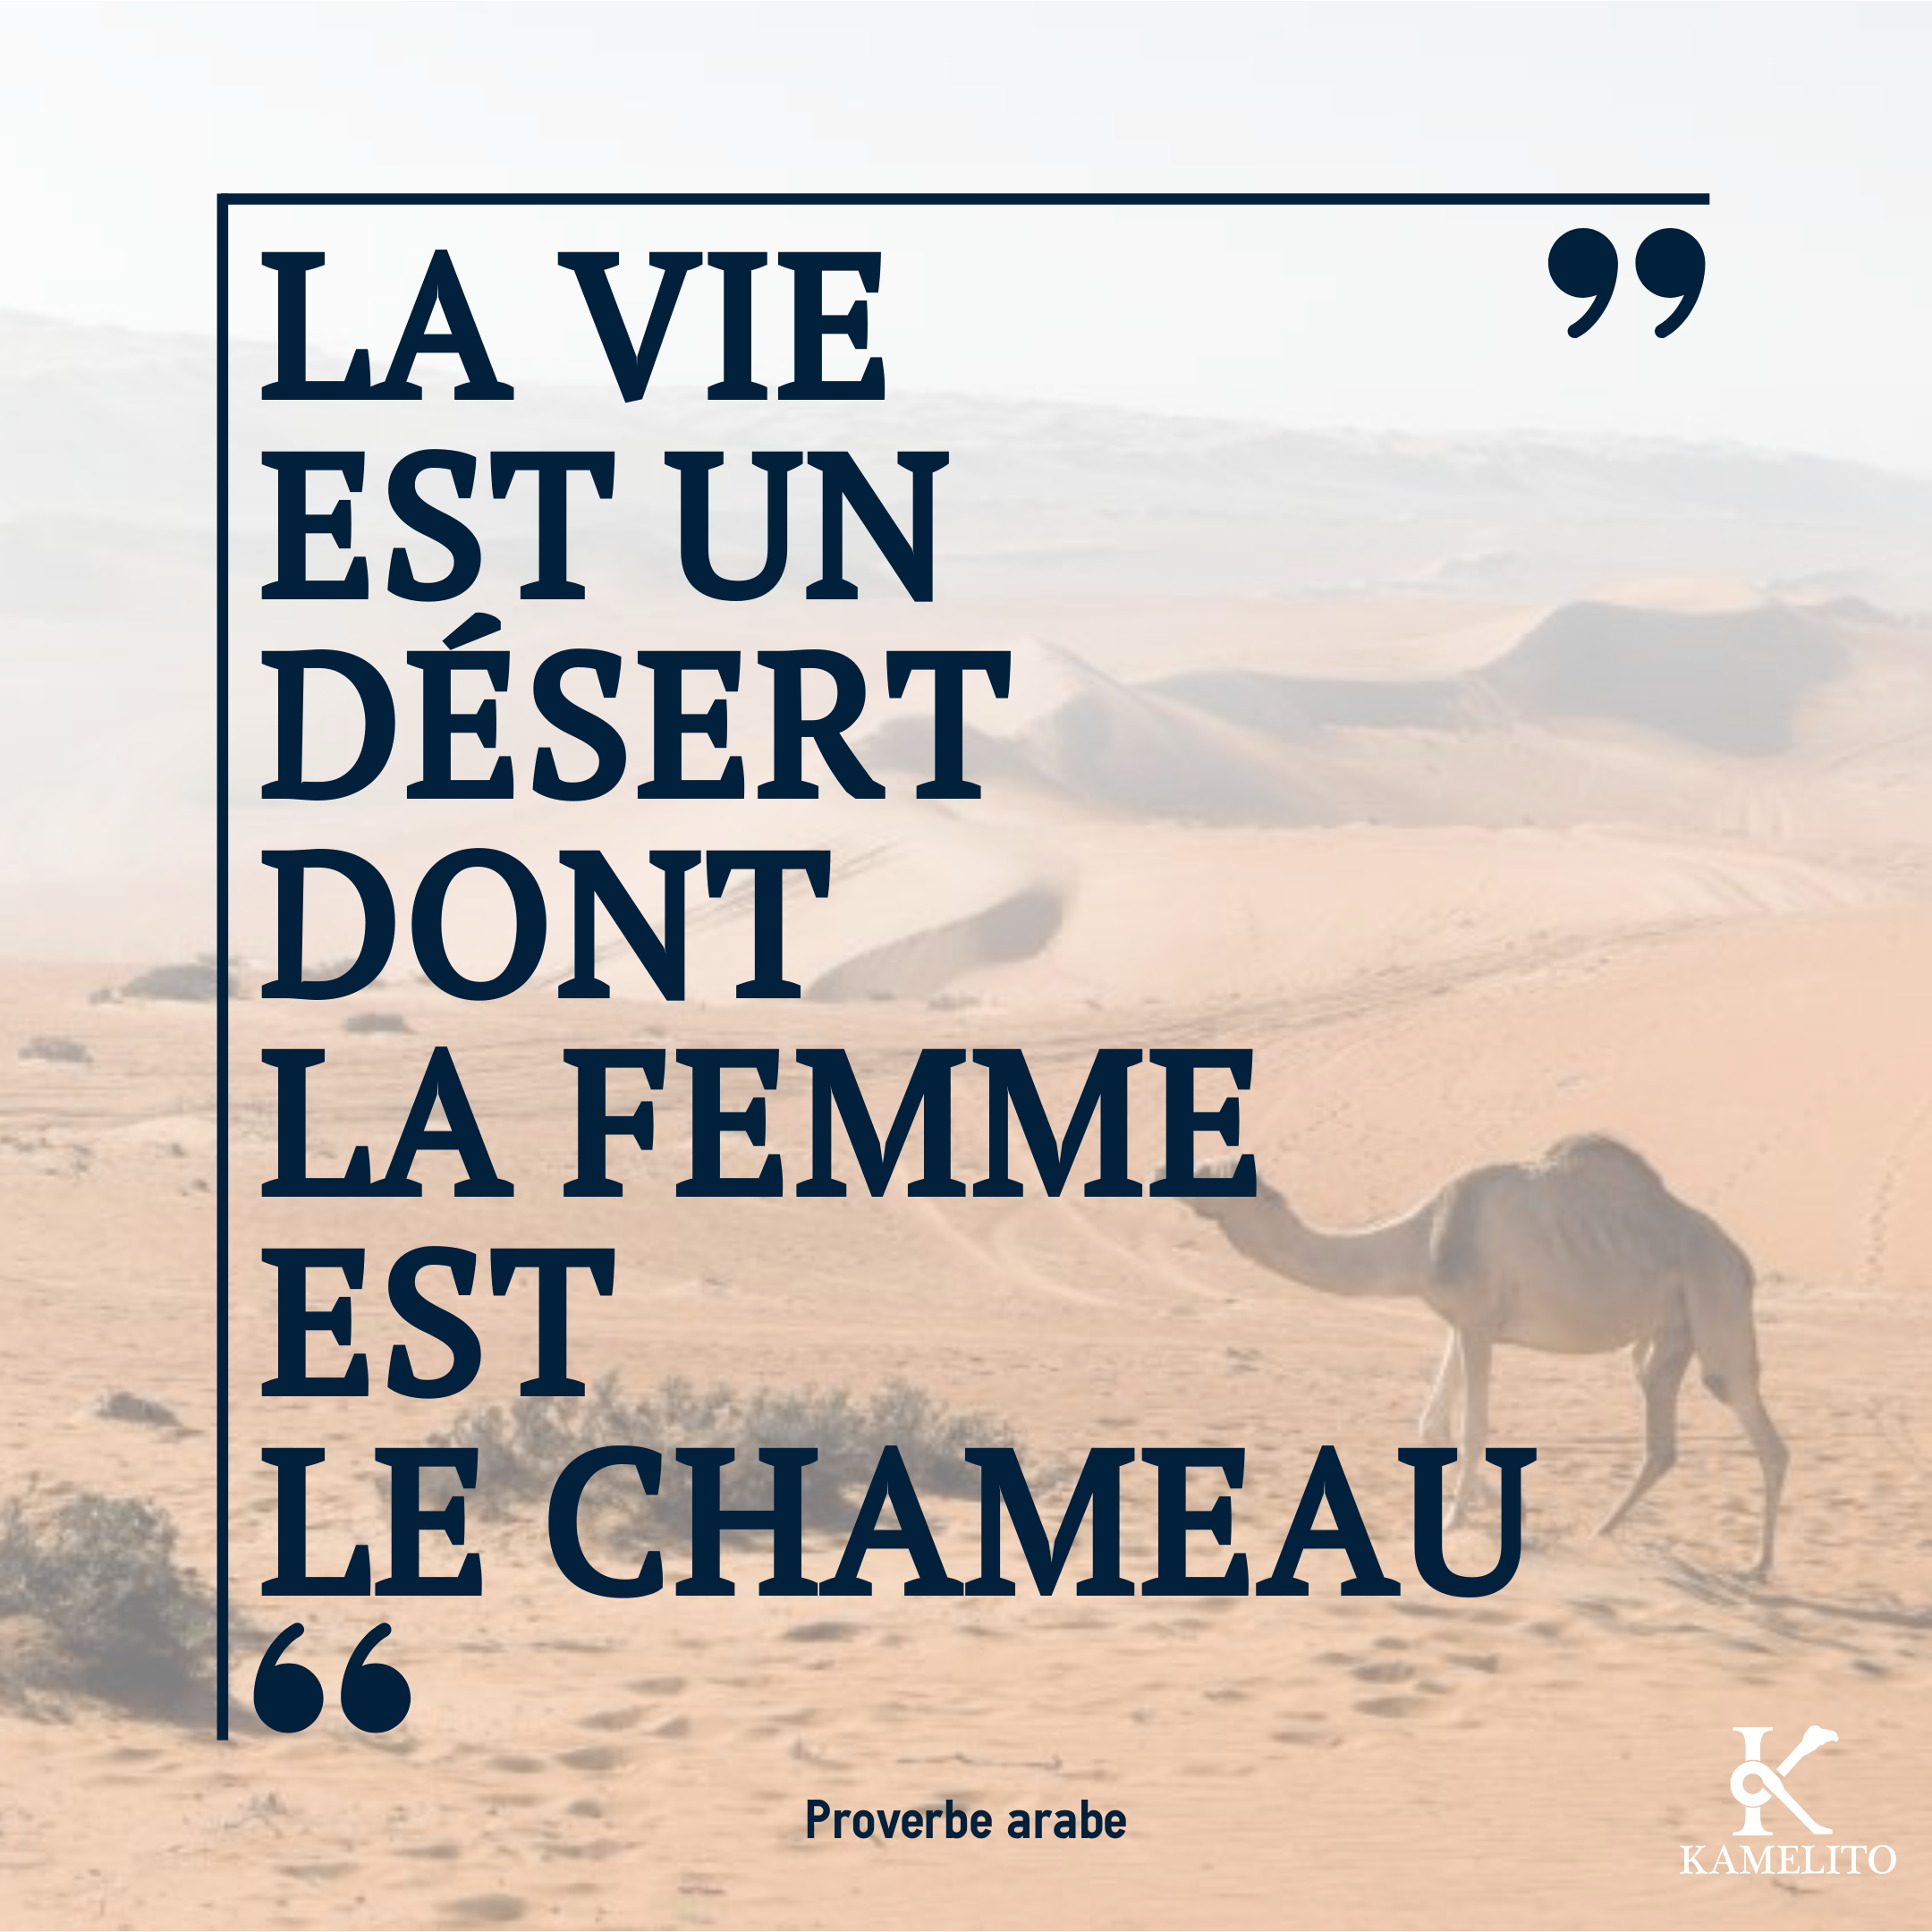 ”
LA VIE
EST UN
DÉSERT
DONT
LA FEMME
EST
LE CHAMEAU
“
Proverbe arabe
K
KAMELITO